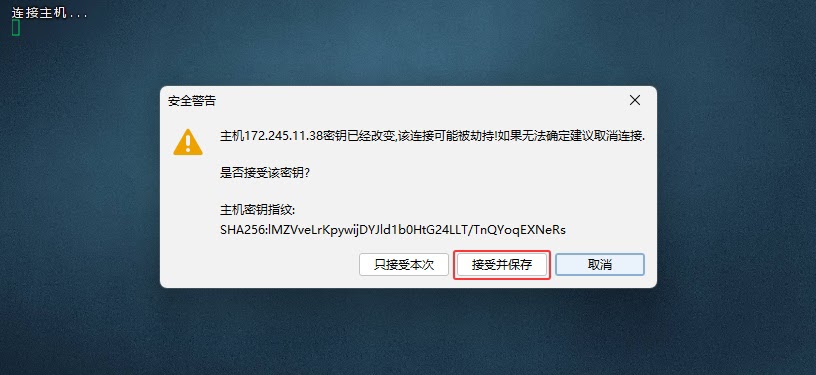 连接主机...
安全警告
主机172.245.11.38密钥已经改变,该连接可能被劫持!如果无法确定建议取消连接.
是否接受该密钥?
主机密钥指纹:
SHA256:lMZVveLrKpywijDYJld1b0HtG24LLT/TnQYoqEXNeRs
只接受本次
接受并保存
取消